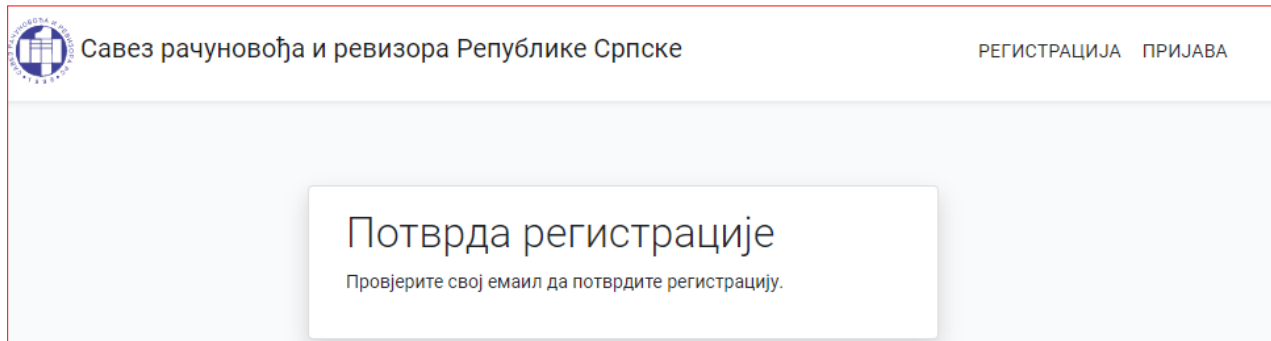 Савез рачуновођа и ревизора Републике Српске
РЕГИСТРАЦИЈА ПРИЈАВА
Потврда регистрације
Провјерите свој емаил да потврдите регистрацију.